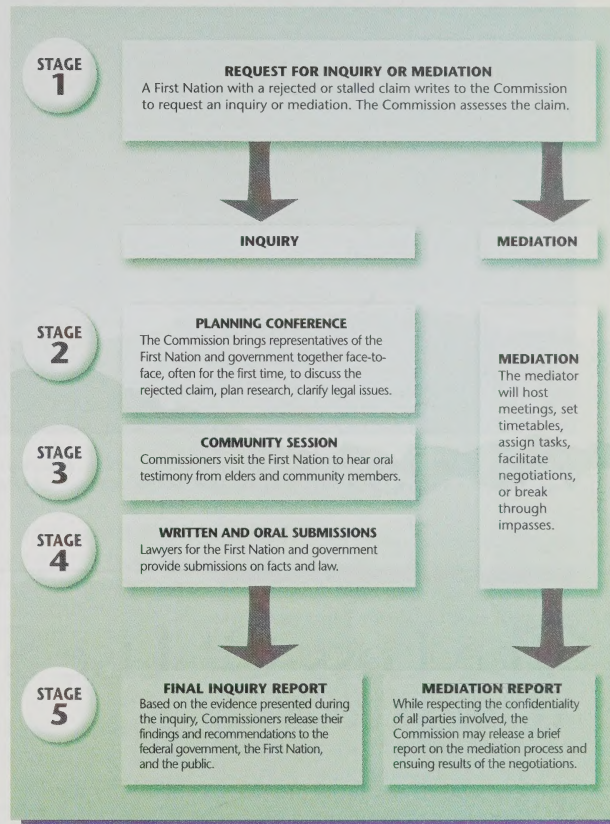 STAGE
1
REQUEST FOR INQUIRY OR MEDIATION
A First Nation with a rejected or stalled claim writes to the Commission
to request an inquiry or mediation. The Commission assesses the claim.
INQUIRY
MEDIATION
STAGE
2
PLANNING CONFERENCE
The Commission brings representatives of the
First Nation and government together face-to-
face, often for the first time, to discuss the
rejected claim, plan research, clarify legal issues.
STAGE
3
COMMUNITY SESSION
Commissioners visit the First Nation to hear oral
testimony from elders and community members.
STAGE
4
WRITTEN AND ORAL SUBMISSIONS
Lawyers for the First Nation and government
provide submissions on facts and law.
MEDIATION
The mediator
will host
meetings, set
timetables,
assign tasks,
facilitate
negotiations,
or break
through
impasses.
STAGE
5
FINAL INQUIRY REPORT
Based on the evidence presented during
the inquiry, Commissioners release their
findings and recommendations to the
federal government, the First Nation,
and the public.
MEDIATION REPORT
While respecting the confidentiality
of all parties involved, the
Commission may release a brief
report on the mediation process and
ensuing results of the negotiations.